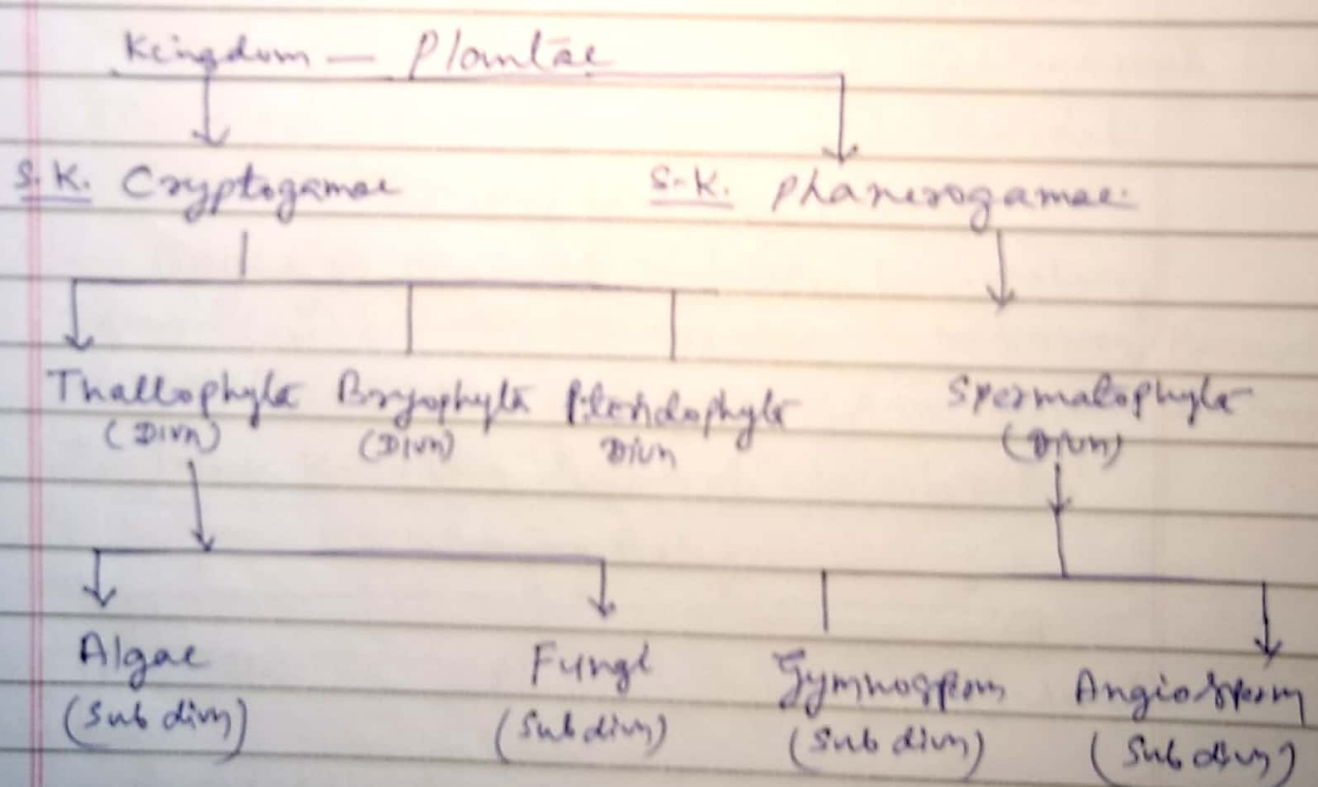 Kingdom — Plantae
S.K. Cryptogamae S-K. Phanerogamae.
Thallophyta Bryophyta Pteridophyta Spermatophyta
(Divn) (Divn) Divn (Divn)
Algae Fungi Gymnosperm Angiosperm
(Sub divn) (Sub divn) (Sub divn) (Sub divn)